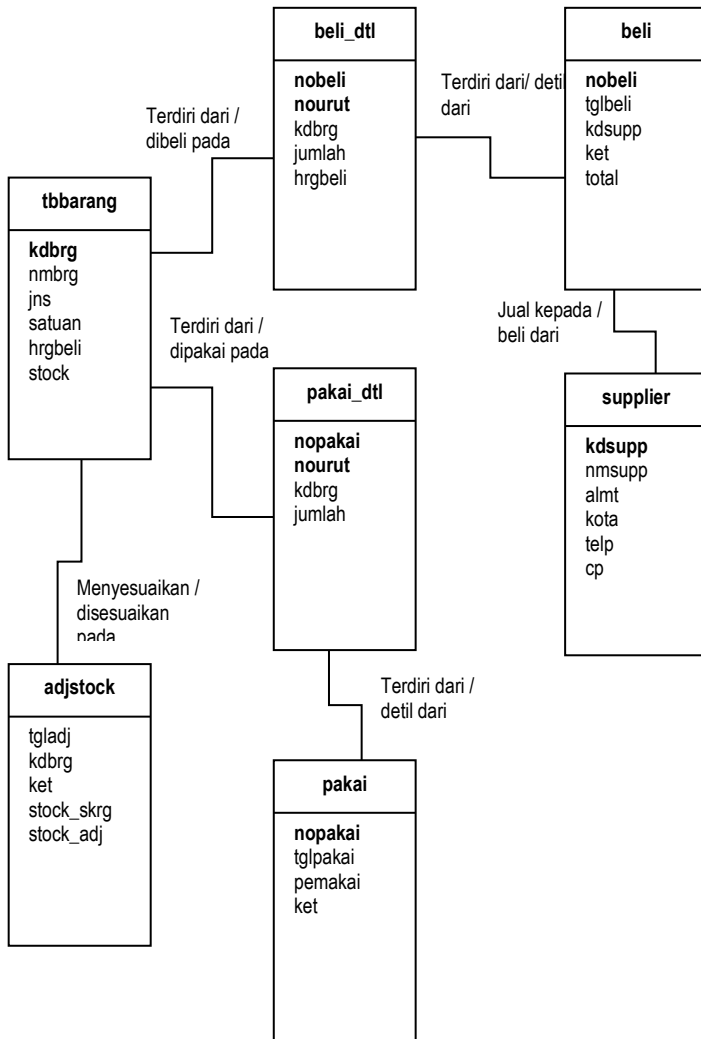 beli_dtl
nobeli
nourut
kdbrg
jumlah
hrgbeli
beli
nobeli
tglbeli
kdsupp
ket
total
Terdiri dari/ detil
dari
Terdiri dari /
dibeli pada
tbbarang
kdbrg
nmbrg
jns
satuan
hrgbeli
stock
Terdiri dari /
dipakai pada
Jual kepada /
beli dari
pakai_dtl
nopakai
nourut
kdbrg
jumlah
supplier
kdsupp
nmsupp
almt
kota
telp
cp
Menyesuaikan /
disesuaikan
pada
adjstock
tgladj
kdbrg
ket
stock_skrg
stock_adj
Terdiri dari /
detil dari
pakai
nopakai
tglpakai
pemakai
ket